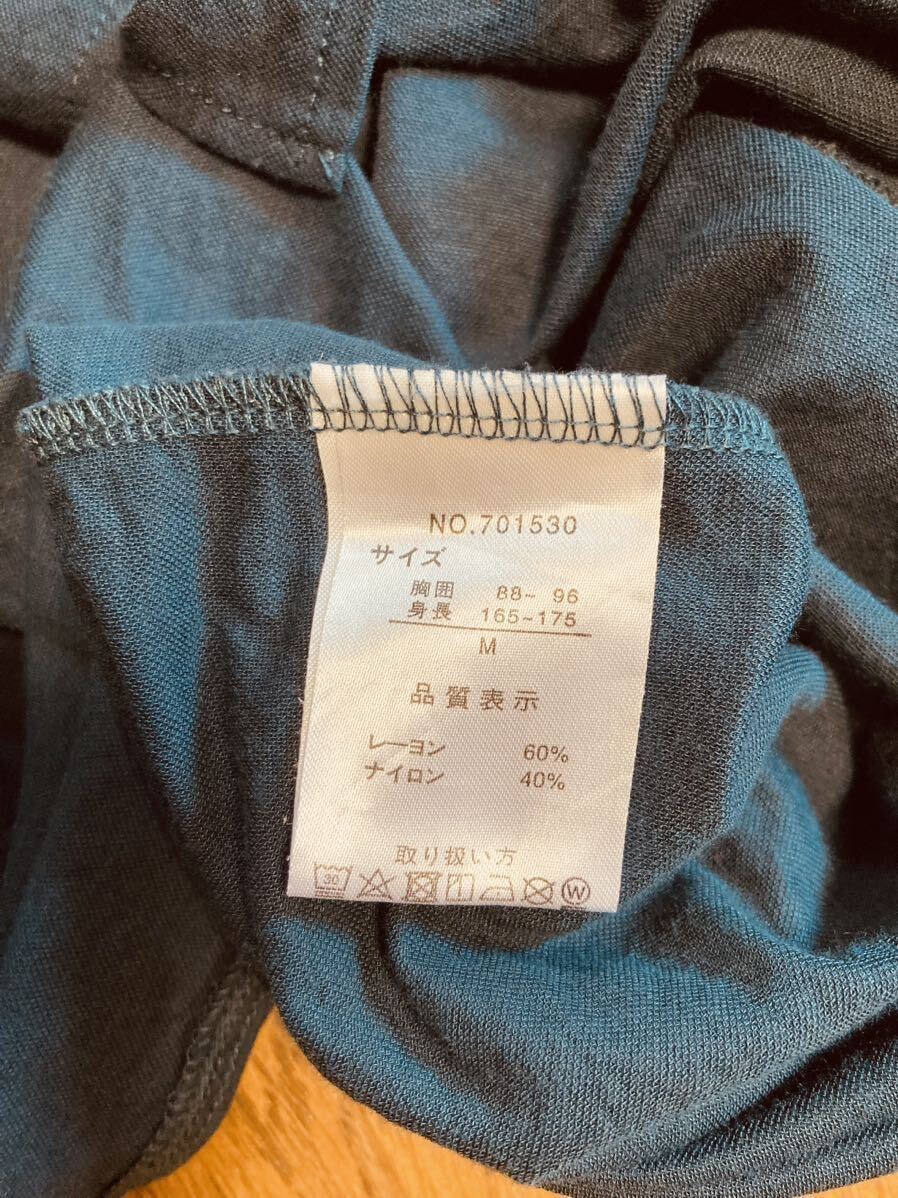 NO.701530
サイズ
胸囲 88~ 96
身長 165~175
M
品質表示
レーヨン 60%
ナイロン 40%
取り扱い方
30
W